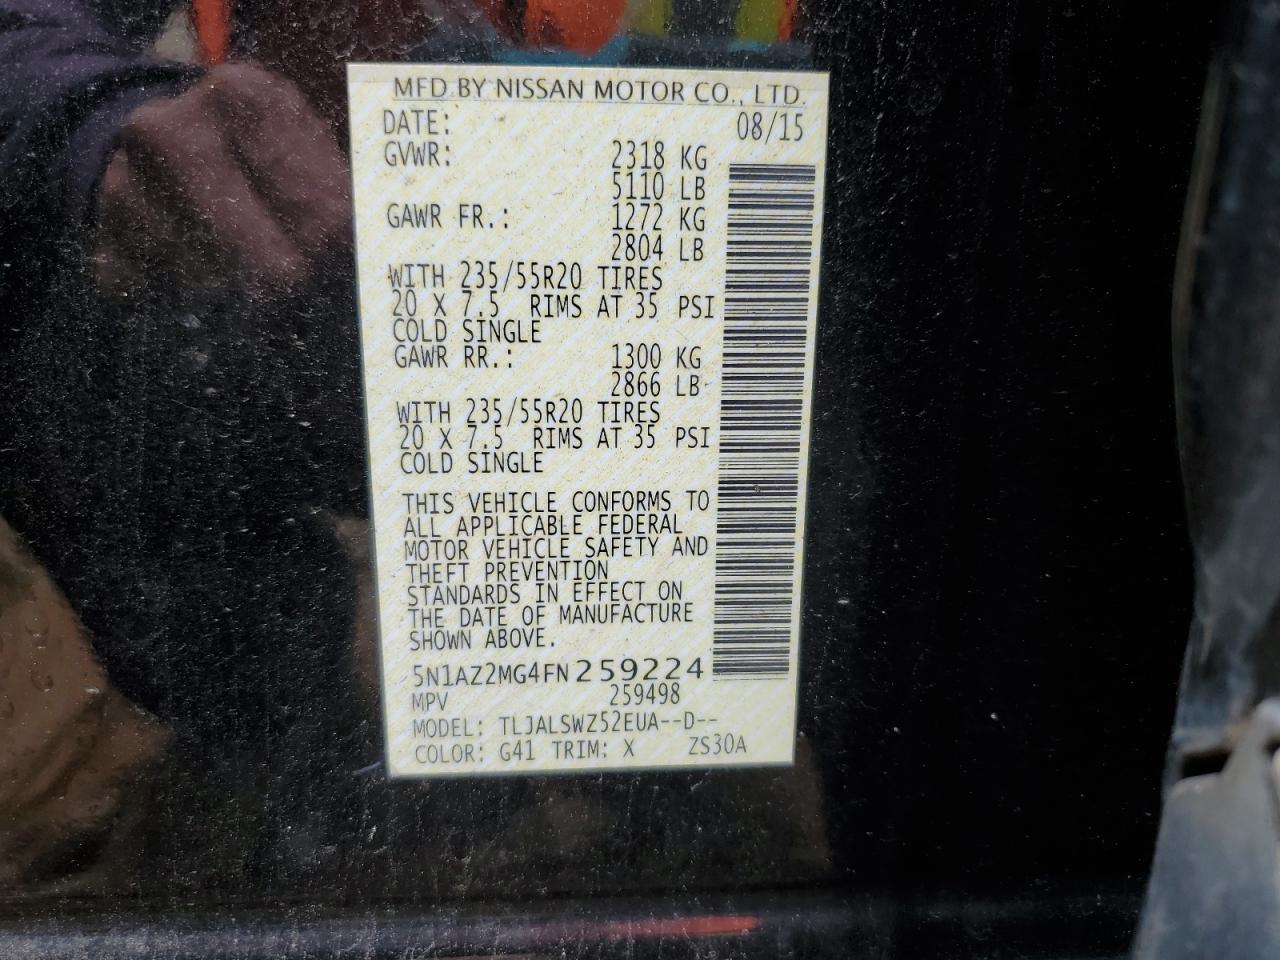 MFD BY NISSAN MOTOR CO., LTD.
DATE: 08/15
GVWR: 2318 KG
5110 LB
GAWR FR.: 1272 KG
2804 LB
WITH 235/55R20 TIRES
20 X 7.5 RIMS AT 35 PSI
COLD SINGLE
GAWR RR.: 1300 KG
2866 LB
WITH 235/55R20 TIRES
20 X 7.5 RIMS AT 35 PSI
COLD SINGLE
THIS VEHICLE CONFORMS TO
ALL APPLICABLE FEDERAL
MOTOR VEHICLE SAFETY AND
THEFT PREVENTION
STANDARDS IN EFFECT ON
THE DATE OF MANUFACTURE
SHOWN ABOVE.
5N1AZ2MG4FN259224
MPV 259498
MODEL: TLJALSWZ52EUA--D--
COLOR: G41 TRIM: X ZS30A